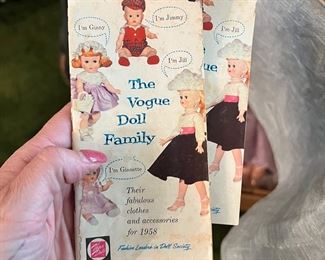 I'm Ginny
I'm Jimmy
I'm Jill
The
Vogue
Doll
Family
I'm Ginnette
Their
fabulous
clothes
and accessories
for 1958
Fashion Leaders in Doll Society
I'm Jill